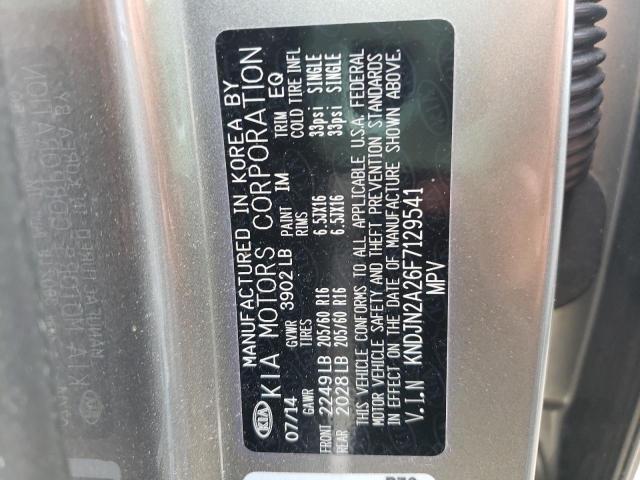 MANUFACTURED IN KOREA BY
KIA KIA MOTORS CORPORATION
07/14 GVWR 3902 LB PAINT IM TRIM EQ
GAWR TIRES RIMS COLD TIRE INFL
FRONT 2249LB 205/60 R16 6.5JX16 33psi SINGLE
REAR 2028LB 205/60 R16 6.5JX16 33psi SINGLE
THIS VEHICLE CONFORMS TO ALL APPLICABLE U.S.A. FEDERAL
MOTOR VEHICLE SAFETY AND THEFT PREVENTION STANDARDS
IN EFFECT ON THE DATE OF MANUFACTURE SHOWN ABOVE.
V.I.N KNDJN2A26F7129541
MPV